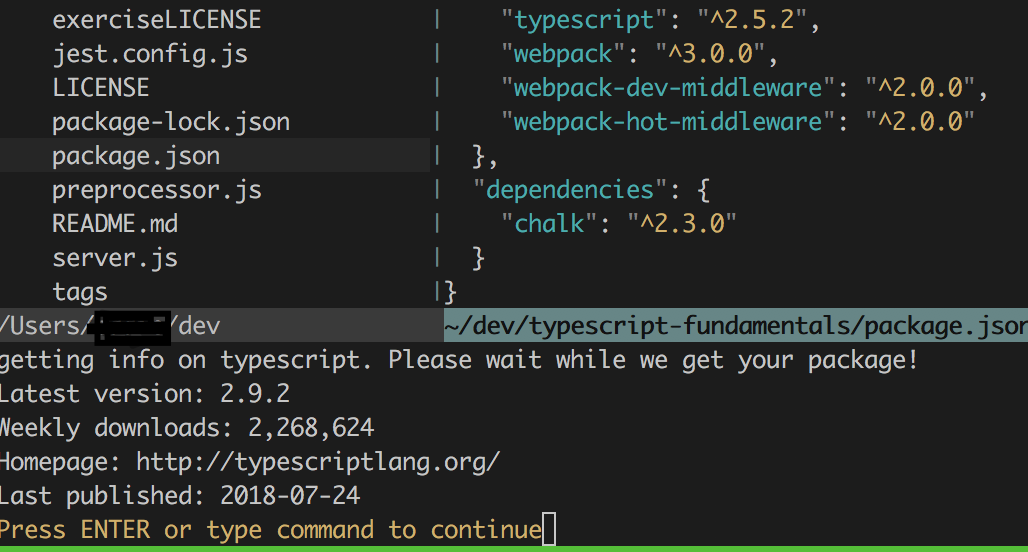 exerciseLICENSE
jest.config.js
LICENSE
package-lock.json
package.json
preprocessor.js
README.md
server.js
tags
/Users/ /dev
| "typescript": "^2.5.2",
| "webpack": "^3.0.0",
| "webpack-dev-middleware": "^2.0.0",
| "webpack-hot-middleware": "^2.0.0"
| },
| "dependencies": {
| "chalk": "^2.3.0"
| }
|}
~/dev/typescript-fundamentals/package.json
getting info on typescript. Please wait while we get your package!
Latest version: 2.9.2
Weekly downloads: 2,268,624
Homepage: http://typescriptlang.org/
Last published: 2018-07-24
Press ENTER or type command to continue